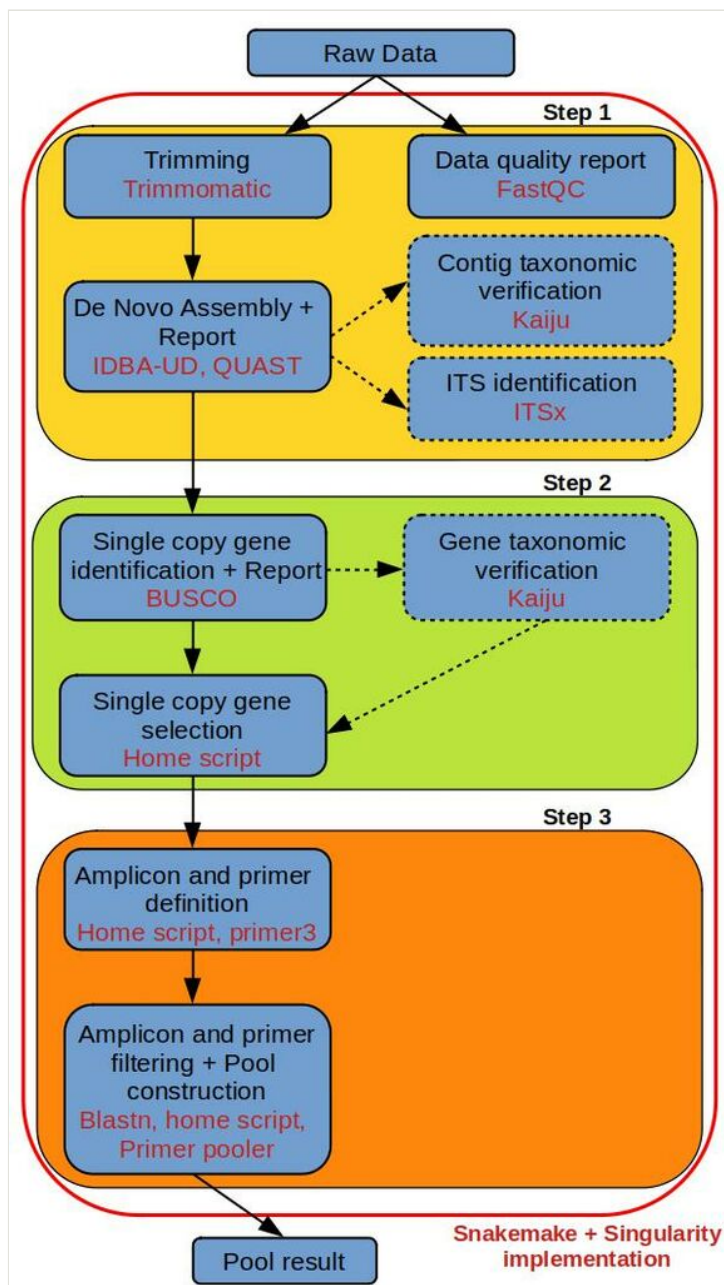 Raw Data
Step 1
Trimming
Trimmomatic
Data quality report
FastQC
De Novo Assembly +
Report
IDBA-UD, QUAST
Contig taxonomic
verification
Kaiju
ITS identification
ITSx
Step 2
Single copy gene
identification + Report
BUSCO
Gene taxonomic
verification
Kaiju
Single copy gene
selection
Home script
Step 3
Amplicon and primer
definition
Home script, primer3
Amplicon and primer
filtering + Pool
construction
Blastn, home script,
Primer pooler
Snakemake + Singularity
implementation
Pool result